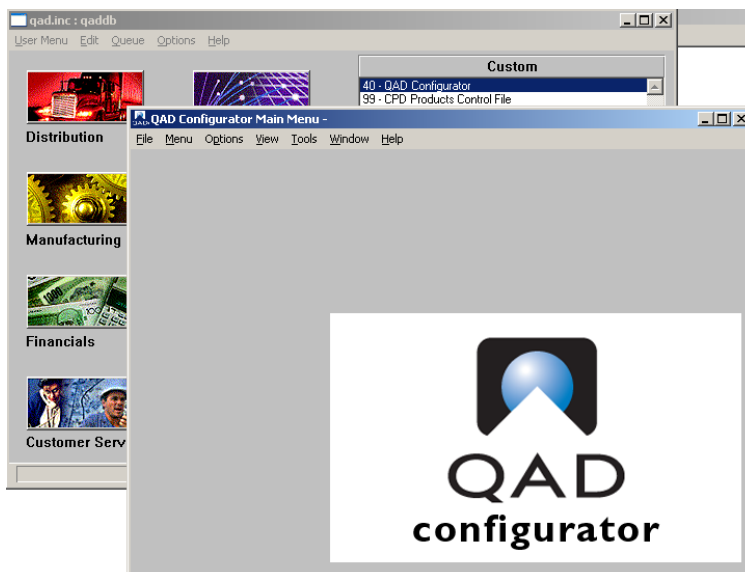 qad.inc : qaddb
User Menu Edit Queue Options Help
Custom
40 - QAD Configurator
99 - CPD Products Control File
Distribution
QAD Configurator Main Menu -
File Menu Options View Tools Window Help
Manufacturing
Financials
Customer Serv
QAD
configurator